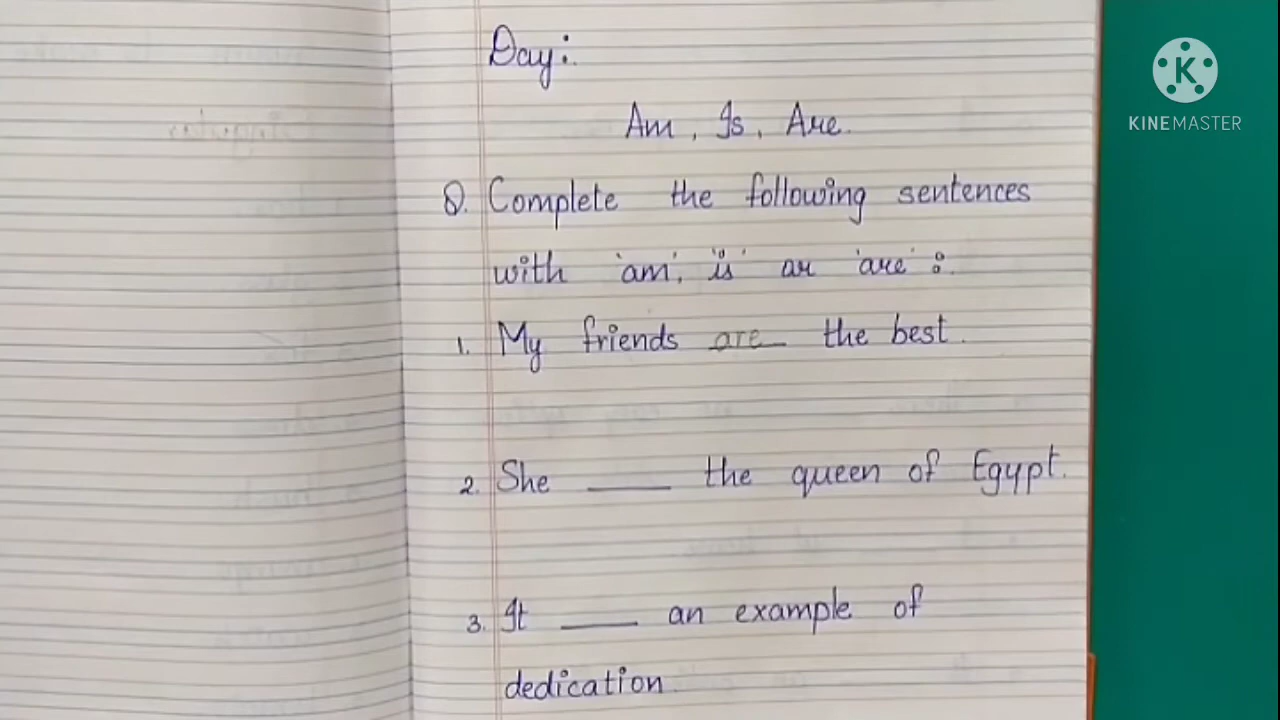 Day:
Am, Is, Are.
Q. Complete the following sentences
with 'am', 'is' or 'are' :
1. My friends are the best.
2. She ____ the queen of Egypt.
3. It ____ an example of
dedication
KINEMASTER